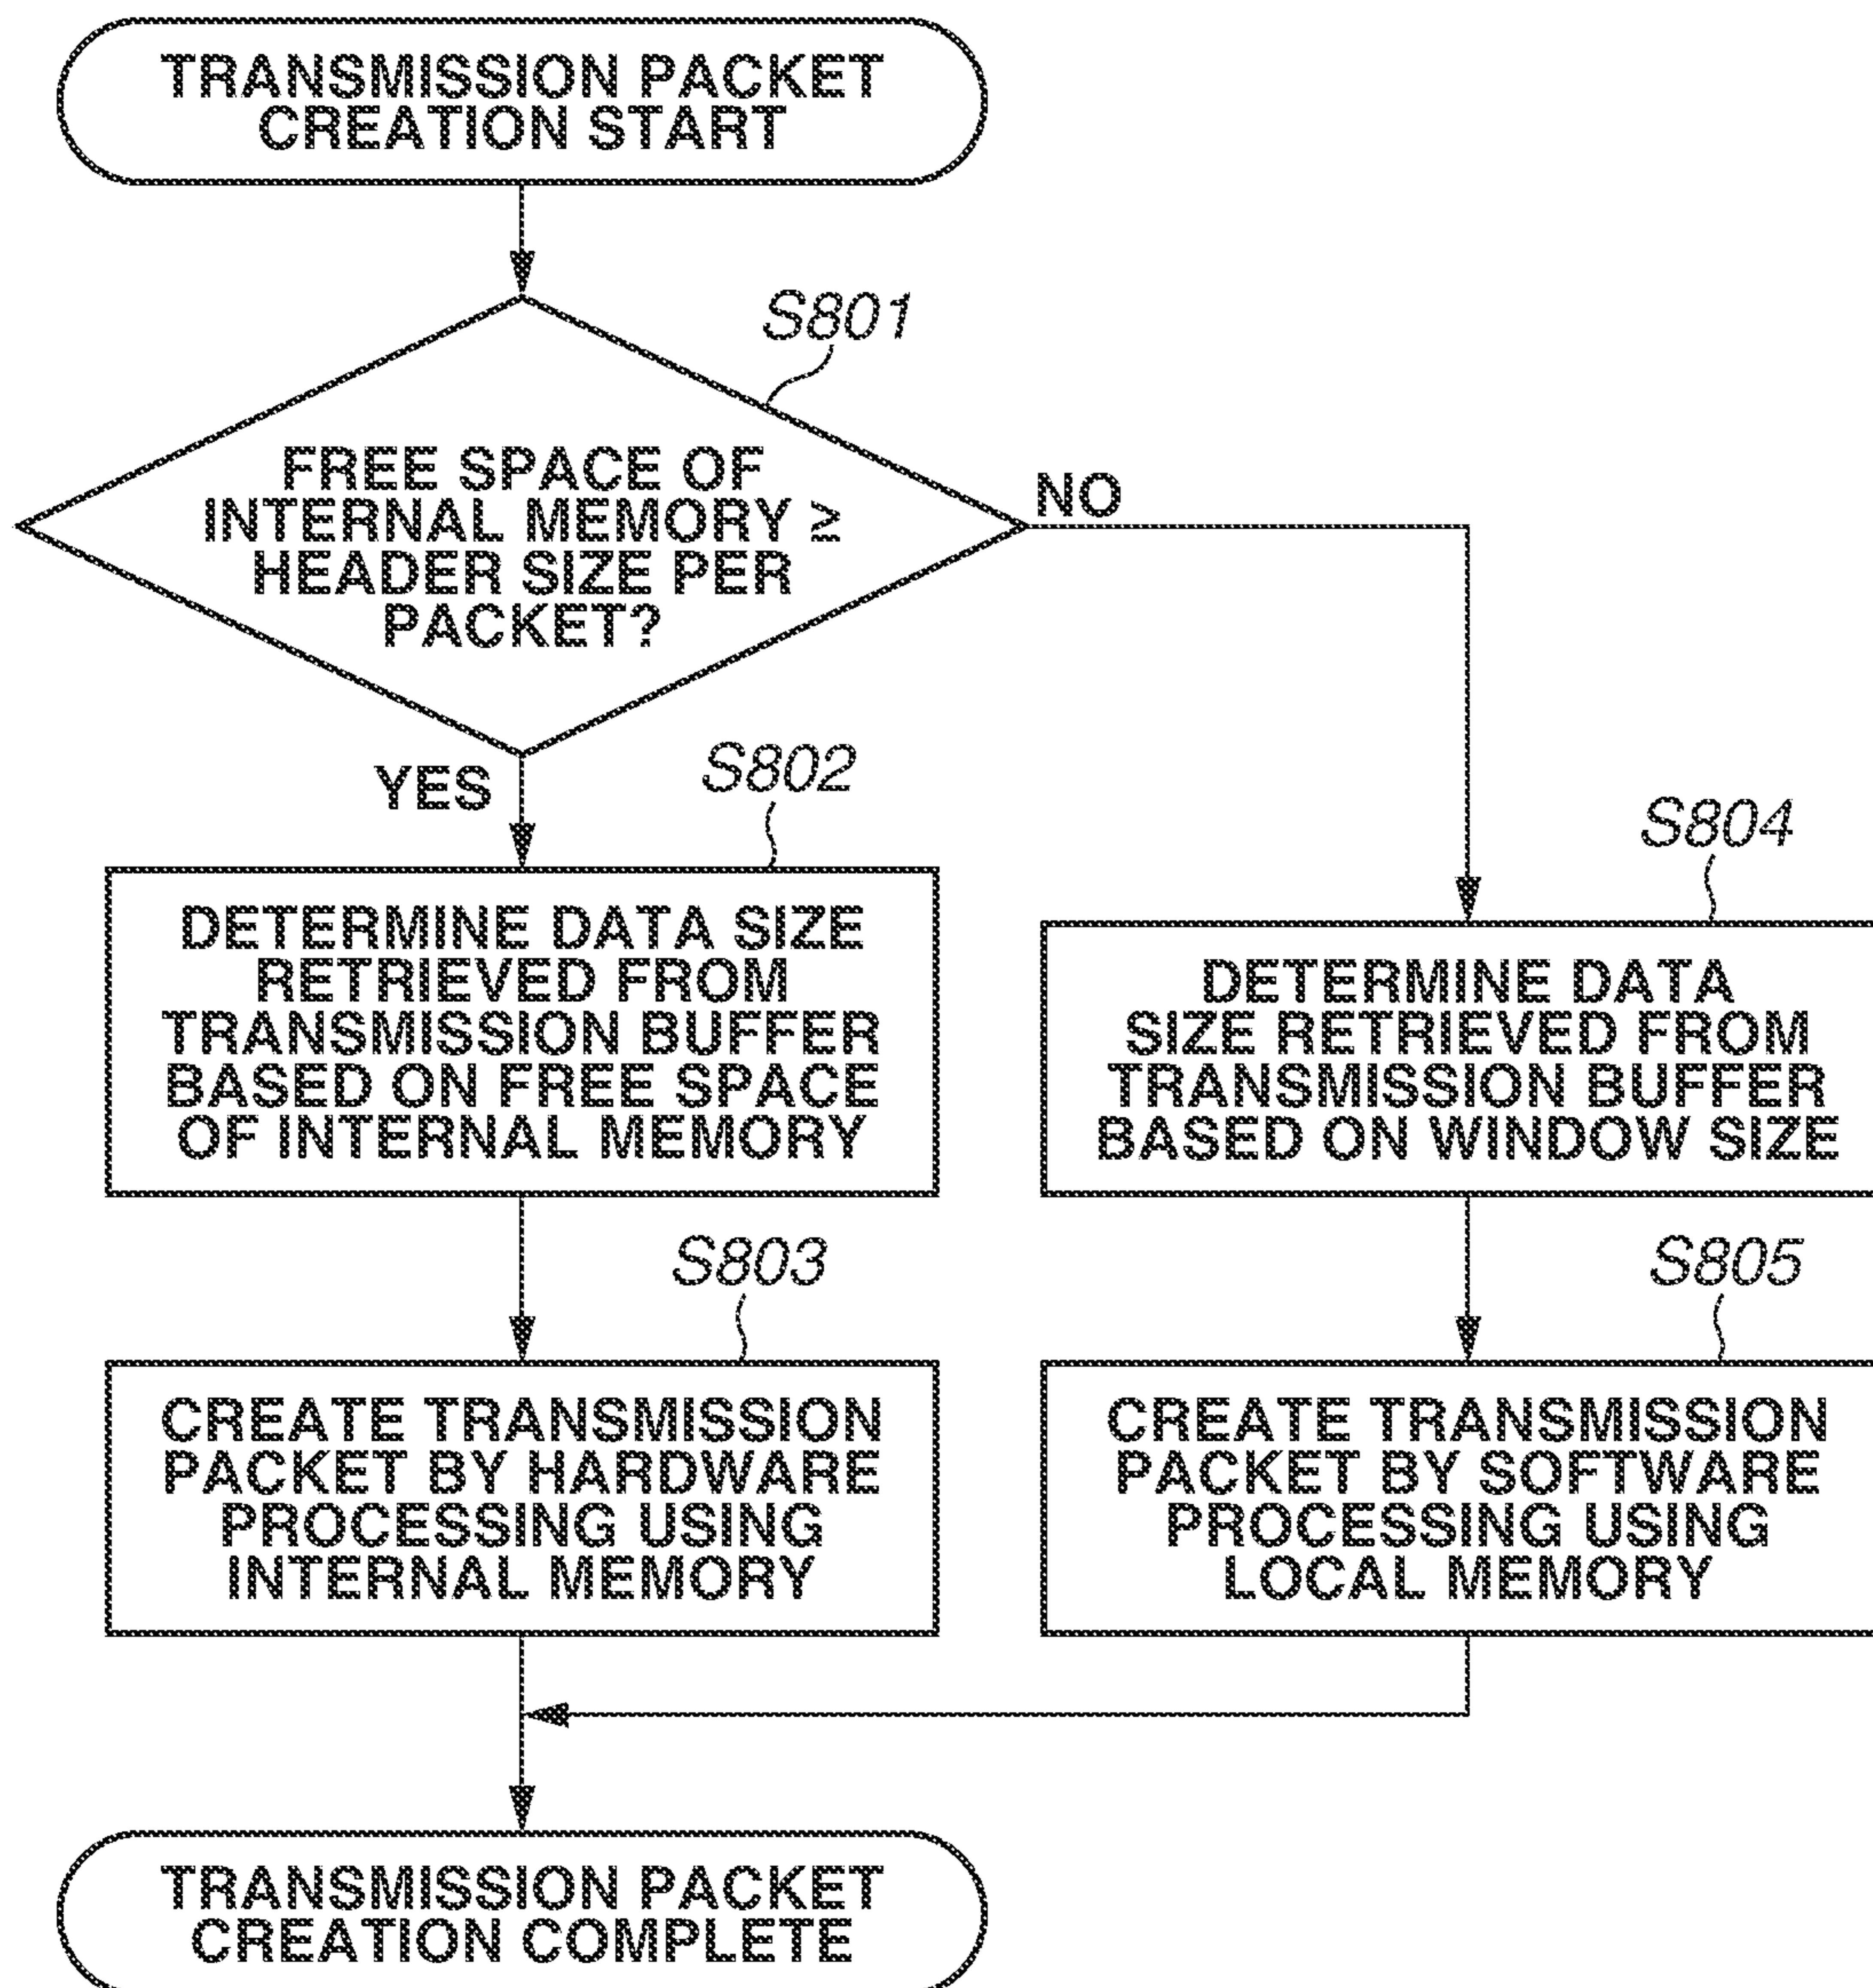 TRANSMISSION PACKET
CREATION START
S801
FREE SPACE OF
INTERNAL MEMORY ≥
HEADER SIZE PER
PACKET?
NO
YES
S802
DETERMINE DATA SIZE
RETRIEVED FROM
TRANSMISSION BUFFER
BASED ON FREE SPACE
OF INTERNAL MEMORY
S804
DETERMINE DATA
SIZE RETRIEVED FROM
TRANSMISSION BUFFER
BASED ON WINDOW SIZE
S803
CREATE TRANSMISSION
PACKET BY HARDWARE
PROCESSING USING
INTERNAL MEMORY
S805
CREATE TRANSMISSION
PACKET BY SOFTWARE
PROCESSING USING
LOCAL MEMORY
TRANSMISSION PACKET
CREATION COMPLETE